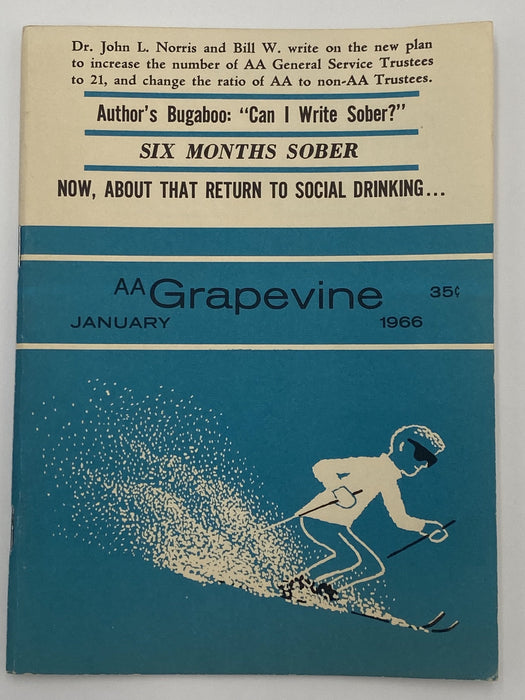 Dr. John L. Norris and Bill W. write on the new plan
to increase the number of AA General Service Trustees
to 21, and change the ratio of AA to non-AA Trustees.
Author's Bugaboo: "Can I Write Sober?"
SIX MONTHS SOBER
NOW, ABOUT THAT RETURN TO SOCIAL DRINKING...
AA Grapevine 35¢
JANUARY 1966